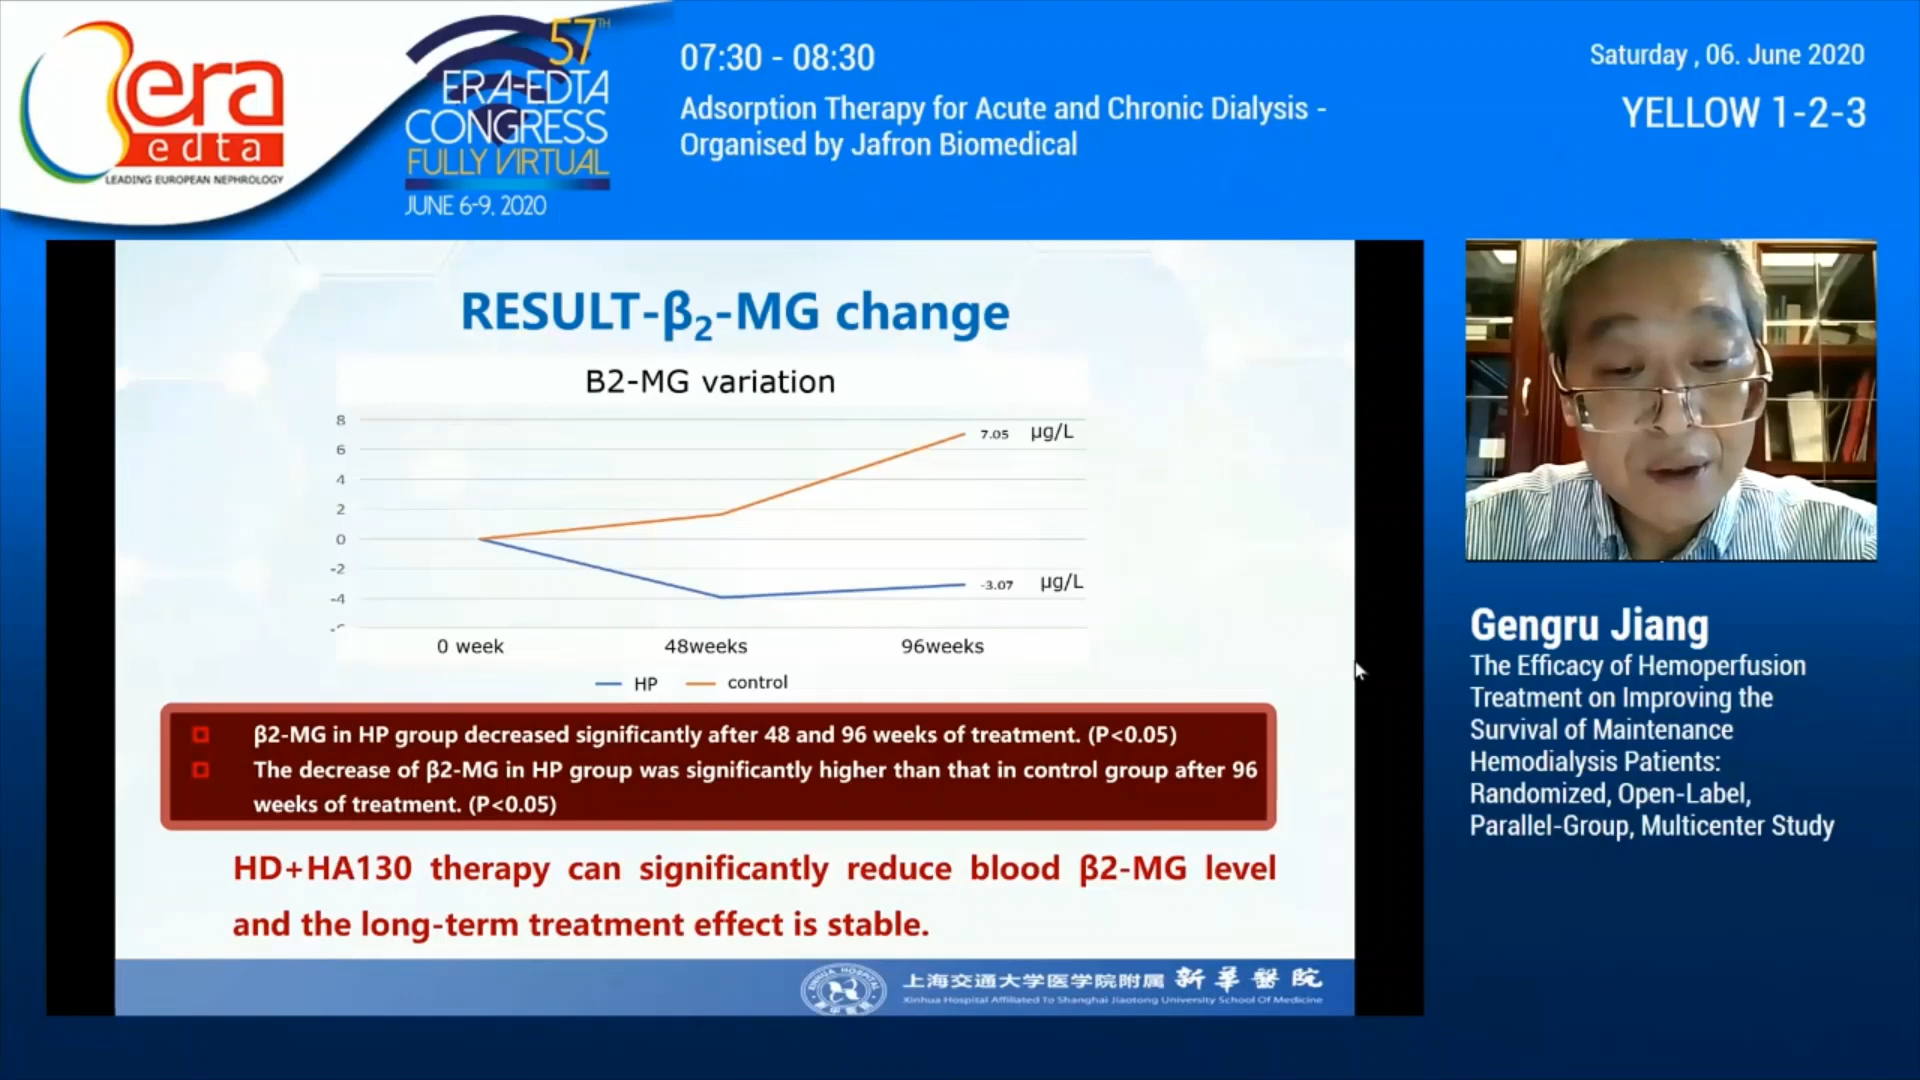 era
edta
LEADING EUROPEAN NEPHROLOGY
57TH
ERA-EDTA
CONGRESS
FULLY VIRTUAL
JUNE 6-9, 2020
07:30 - 08:30
Adsorption Therapy for Acute and Chronic Dialysis -
Organised by Jafron Biomedical
Saturday , 06. June 2020
YELLOW 1-2-3
RESULT-β2-MG change
B2-MG variation
8
6
4
2
0
-2
-4
7.05 μg/L
-3.07 μg/L
0 week 48weeks 96weeks
HP control
β2-MG in HP group decreased significantly after 48 and 96 weeks of treatment. (P<0.05)
The decrease of β2-MG in HP group was significantly higher than that in control group after 96
weeks of treatment. (P<0.05)
HD+HA130 therapy can significantly reduce blood β2-MG level
and the long-term treatment effect is stable.
XINHUA HOSPITAL
上海交通大学医学院附属 新華醫院
Xinhua Hospital Affiliated To Shanghai Jiaotong University School Of Medicine
Gengru Jiang
The Efficacy of Hemoperfusion
Treatment on Improving the
Survival of Maintenance
Hemodialysis Patients:
Randomized, Open-Label,
Parallel-Group, Multicenter Study